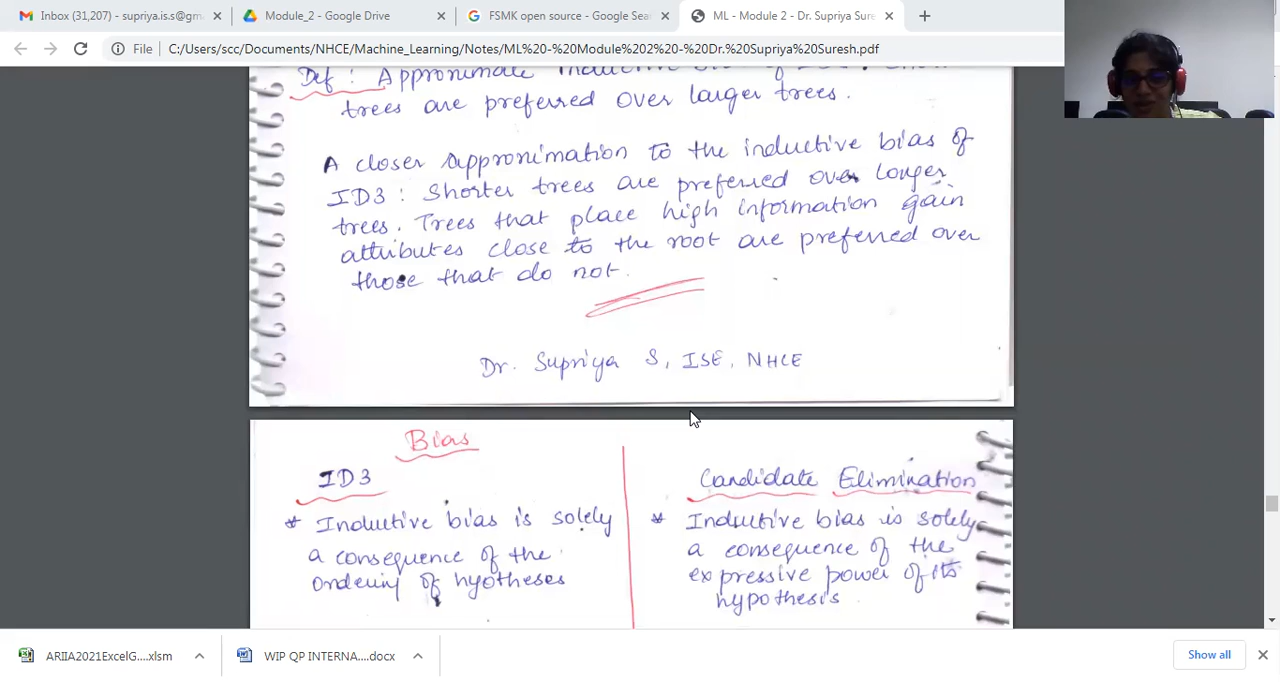 Inbox (31,207) - supriya.is.s@gm
Module_2 - Google Drive
FSMK open source - Google Sea
ML - Module 2 - Dr. Supriya Sure
File
C:/Users/scc/Documents/NHCE/Machine_Learning/Notes/ML%20-%20Module%202%20-%20Dr.%20Supriya%20Suresh.pdf
Def : Approximate inductive
trees are preferred over larger trees.
A closer approximation to the inductive bias of
ID3 : Shorter trees are preferred over longer
trees. Trees that place high information gain
attributes close to the root are preferred over
those that do not.
Dr. Supriya S, ISE, NHCE
Bias
ID3
* Inductive bias is solely
a consequence of the
ordering of hyotheses
Candidate Elimination
* Inductive bias is solely
a consequence of the
expressive power of its
hypothesis
ARIIA2021ExcelG....xlsm
WIP QP INTERNA....docx
Show all